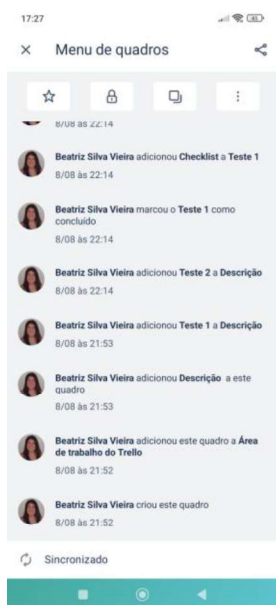 17:27
Menu de quadros
8/08 às 22:14
Beatriz Silva Vieira adicionou Checklist a Teste 1
8/08 às 22:14
Beatriz Silva Vieira marcou o Teste 1 como
concluído
8/08 às 22:14
Beatriz Silva Vieira adicionou Teste 2 a Descrição
8/08 às 22:14
Beatriz Silva Vieira adicionou Teste 1 a Descrição
8/08 às 21:53
Beatriz Silva Vieira adicionou Descrição a este
quadro
8/08 às 21:53
Beatriz Silva Vieira adicionou este quadro a Área
de trabalho do Trello
8/08 às 21:52
Beatriz Silva Vieira criou este quadro
8/08 às 21:52
Sincronizado